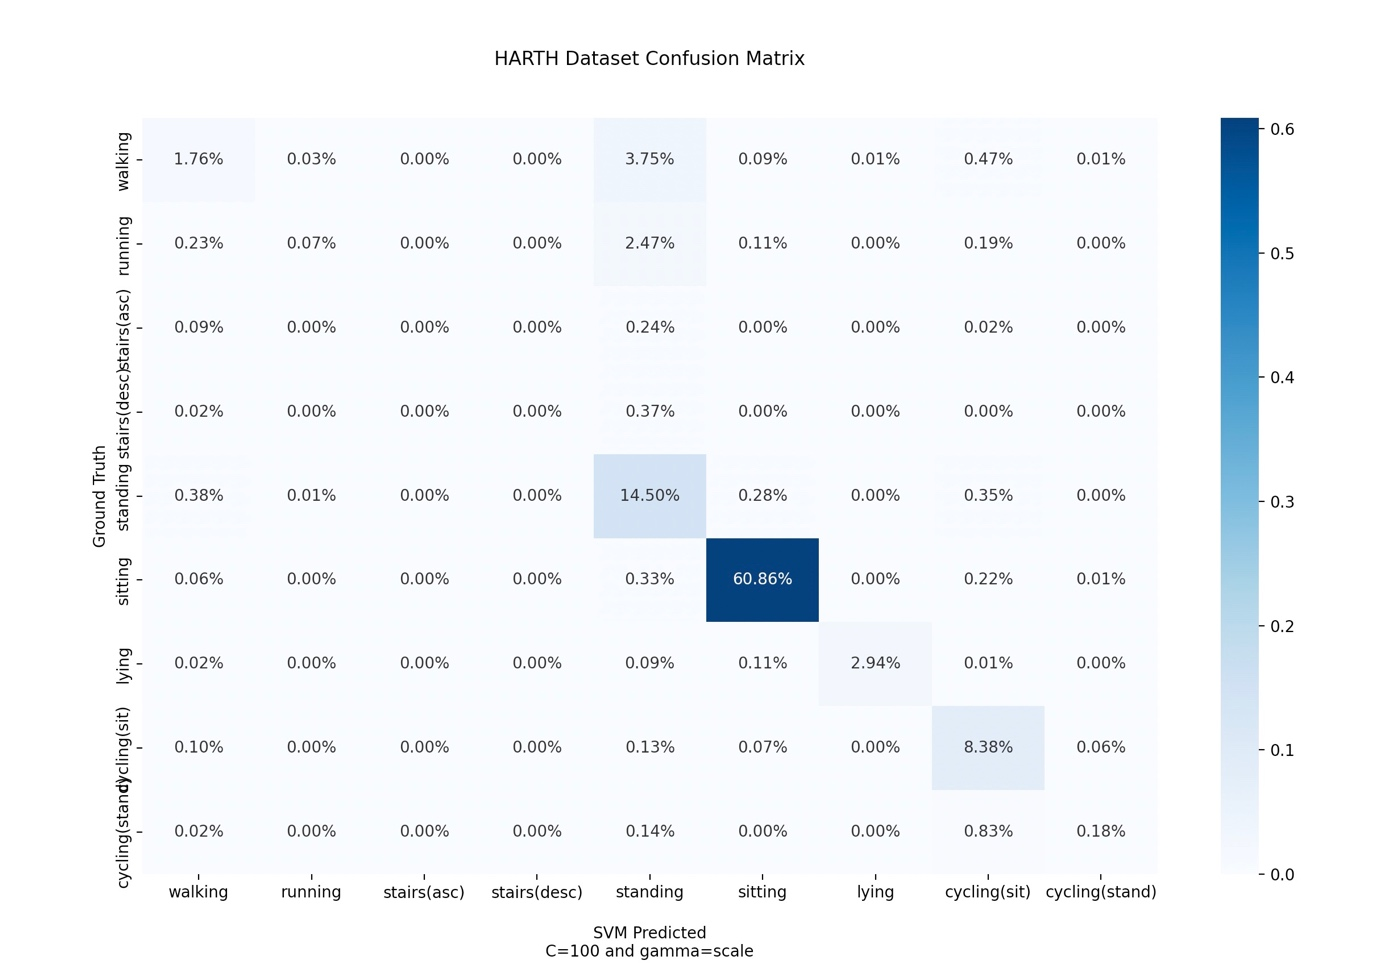 HARTH Dataset Confusion Matrix
walking 1.76% 0.03% 0.00% 0.00% 3.75% 0.09% 0.01% 0.47% 0.01%
running 0.23% 0.07% 0.00% 0.00% 2.47% 0.11% 0.00% 0.19% 0.00%
stairs(asc) 0.09% 0.00% 0.00% 0.00% 0.24% 0.00% 0.00% 0.02% 0.00%
stairs(desc) 0.02% 0.00% 0.00% 0.00% 0.37% 0.00% 0.00% 0.00% 0.00%
standing 0.38% 0.01% 0.00% 0.00% 14.50% 0.28% 0.00% 0.35% 0.00%
sitting 0.06% 0.00% 0.00% 0.00% 0.33% 60.86% 0.00% 0.22% 0.01%
lying 0.02% 0.00% 0.00% 0.00% 0.09% 0.11% 2.94% 0.01% 0.00%
cycling(sit) 0.10% 0.00% 0.00% 0.00% 0.13% 0.07% 0.00% 8.38% 0.06%
cycling(stand) 0.02% 0.00% 0.00% 0.00% 0.14% 0.00% 0.00% 0.83% 0.18%
Ground Truth
walking running stairs(asc) stairs(desc) standing sitting lying cycling(sit) cycling(stand)
SVM Predicted
C=100 and gamma=scale
0.6
0.5
0.4
0.3
0.2
0.1
0.0